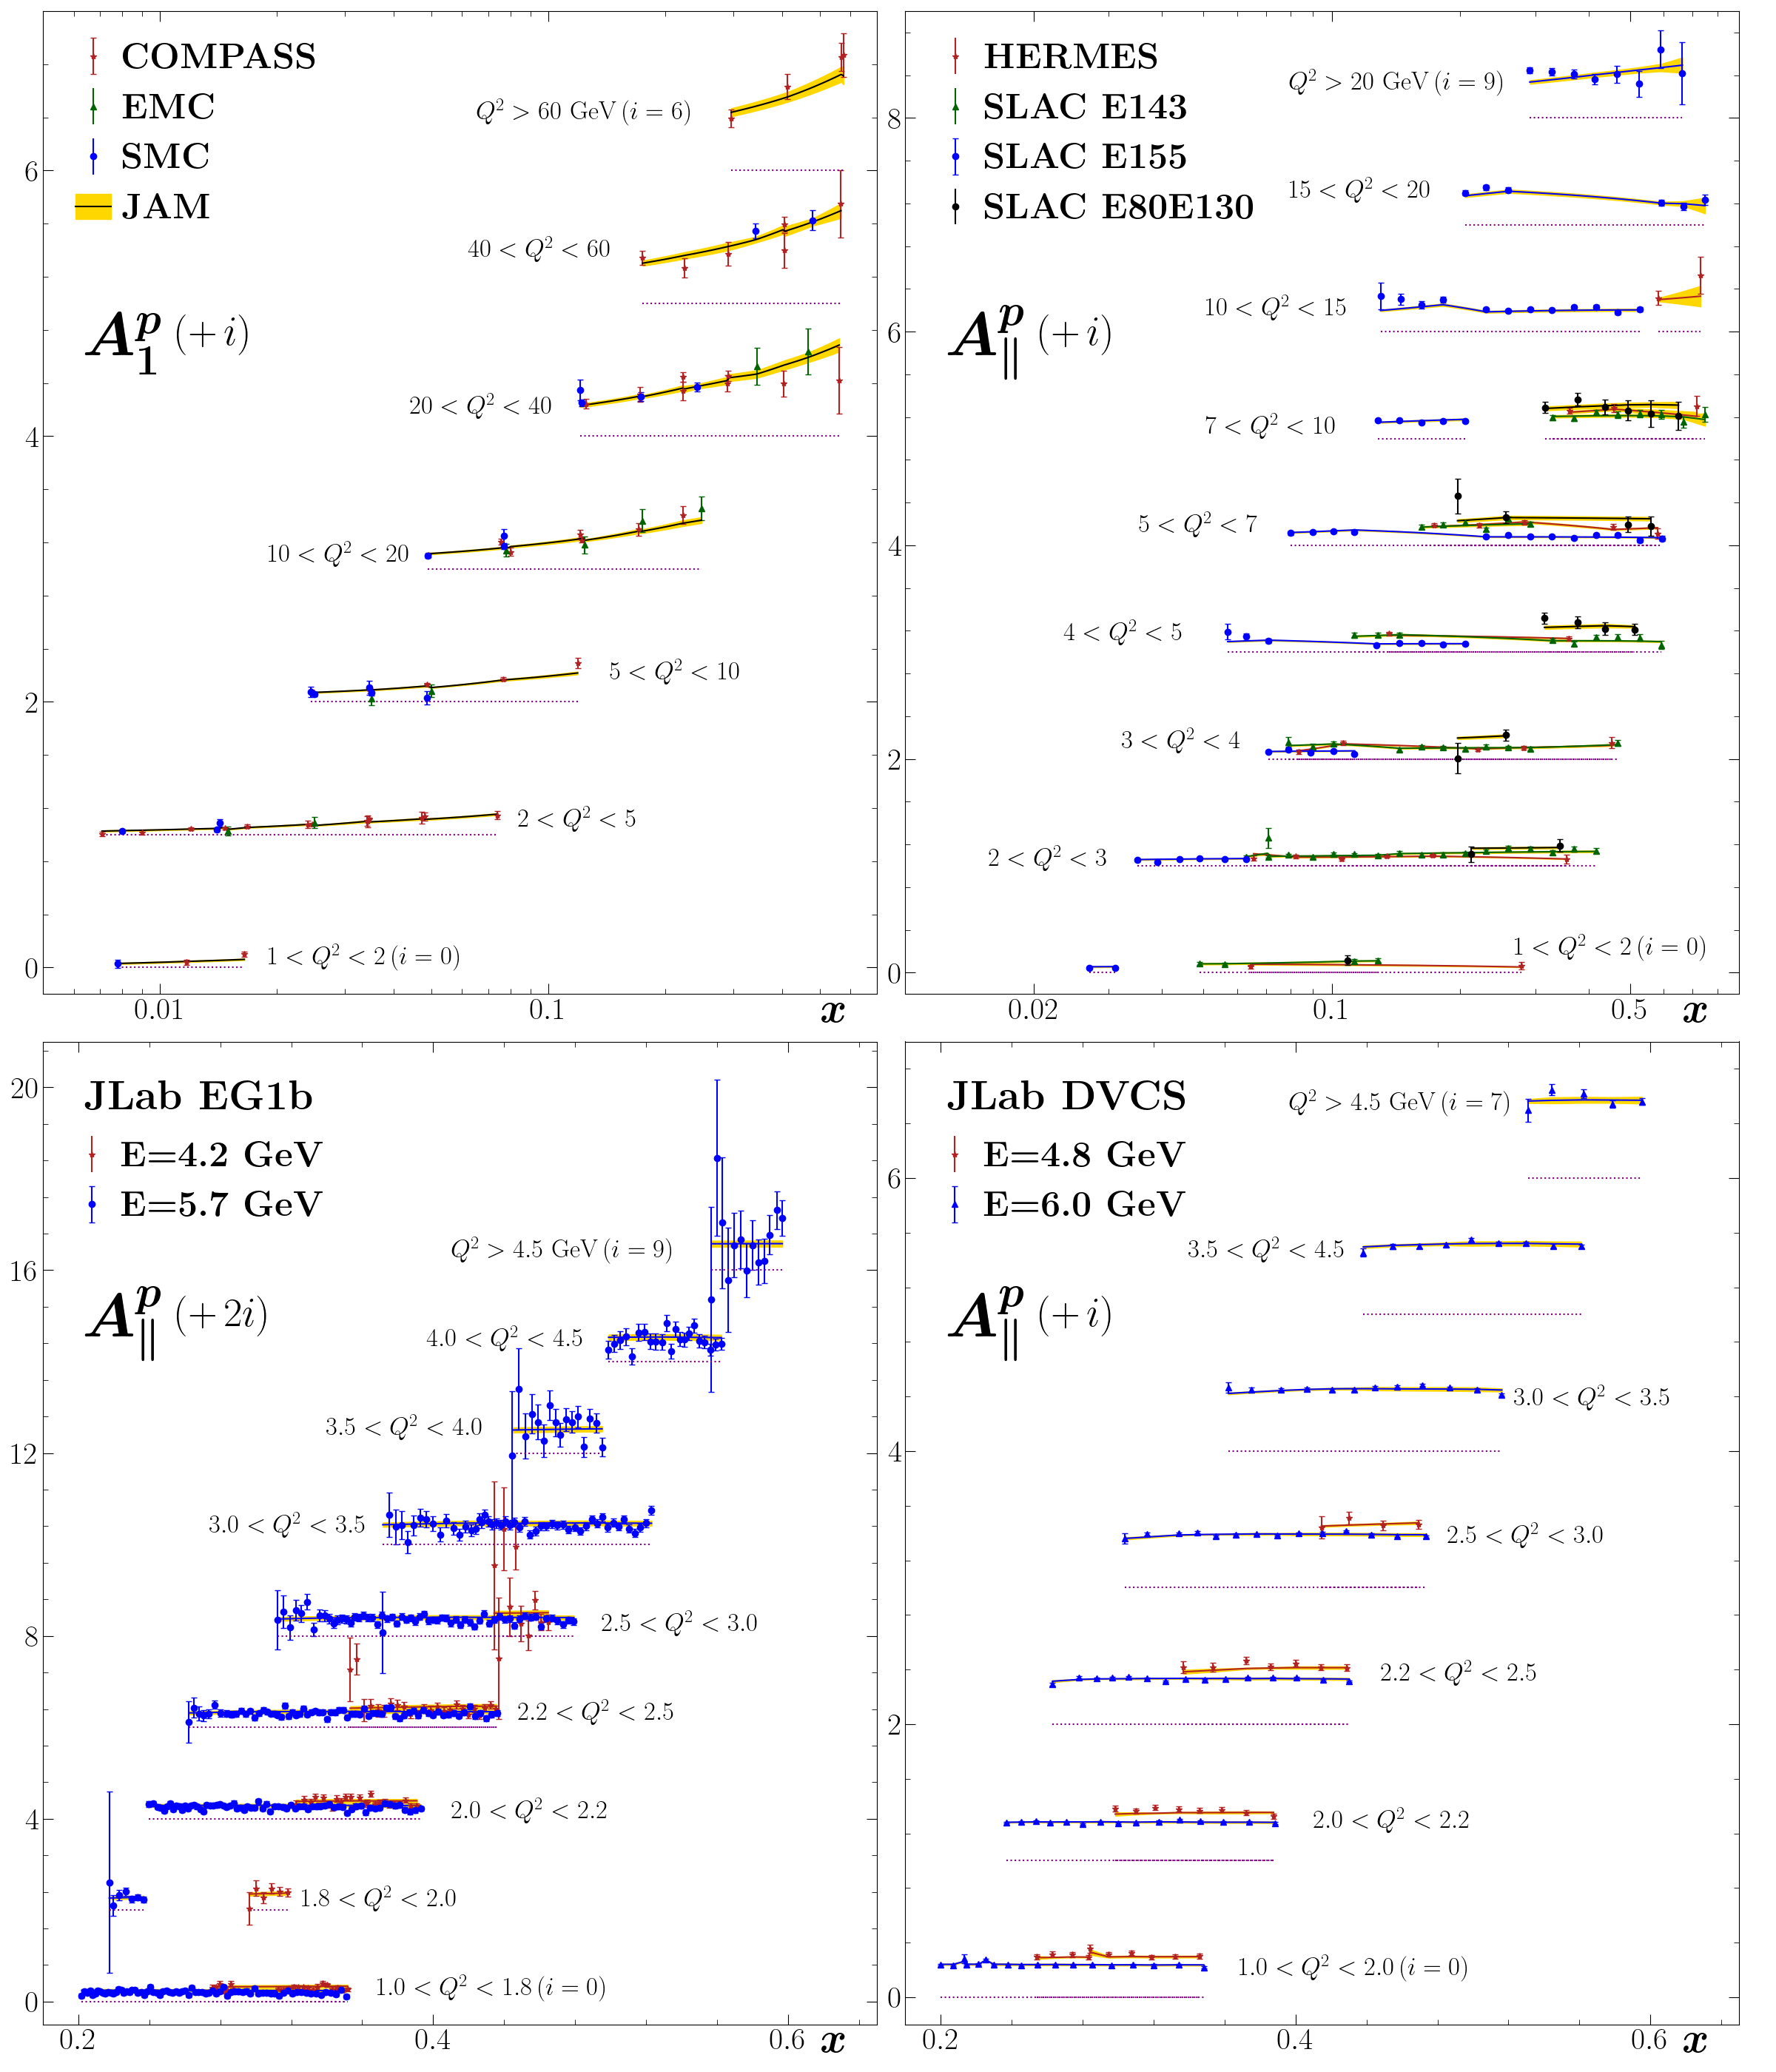 COMPASS
EMC
SMC
JAM
A₁ᵖ (+ i)
Q² > 60 GeV (i = 6)
40 < Q² < 60
20 < Q² < 40
10 < Q² < 20
5 < Q² < 10
2 < Q² < 5
1 < Q² < 2 (i = 0)
6
4
2
0
0.01 0.1 x
HERMES
SLAC E143
SLAC E155
SLAC E80E130
A∥ᵖ (+ i)
Q² > 20 GeV (i = 9)
15 < Q² < 20
10 < Q² < 15
7 < Q² < 10
5 < Q² < 7
4 < Q² < 5
3 < Q² < 4
2 < Q² < 3
1 < Q² < 2 (i = 0)
8
6
4
2
0
0.02 0.1 0.5 x
JLab EG1b
E=4.2 GeV
E=5.7 GeV
A∥ᵖ (+ 2i)
Q² > 4.5 GeV (i = 9)
4.0 < Q² < 4.5
3.5 < Q² < 4.0
3.0 < Q² < 3.5
2.5 < Q² < 3.0
2.2 < Q² < 2.5
2.0 < Q² < 2.2
1.8 < Q² < 2.0
1.0 < Q² < 1.8 (i = 0)
20
16
12
8
4
0
0.2 0.4 0.6 x
JLab DVCS
E=4.8 GeV
E=6.0 GeV
A∥ᵖ (+ i)
Q² > 4.5 GeV (i = 7)
3.5 < Q² < 4.5
3.0 < Q² < 3.5
2.5 < Q² < 3.0
2.2 < Q² < 2.5
2.0 < Q² < 2.2
1.0 < Q² < 2.0 (i = 0)
6
4
2
0
0.2 0.4 0.6 x